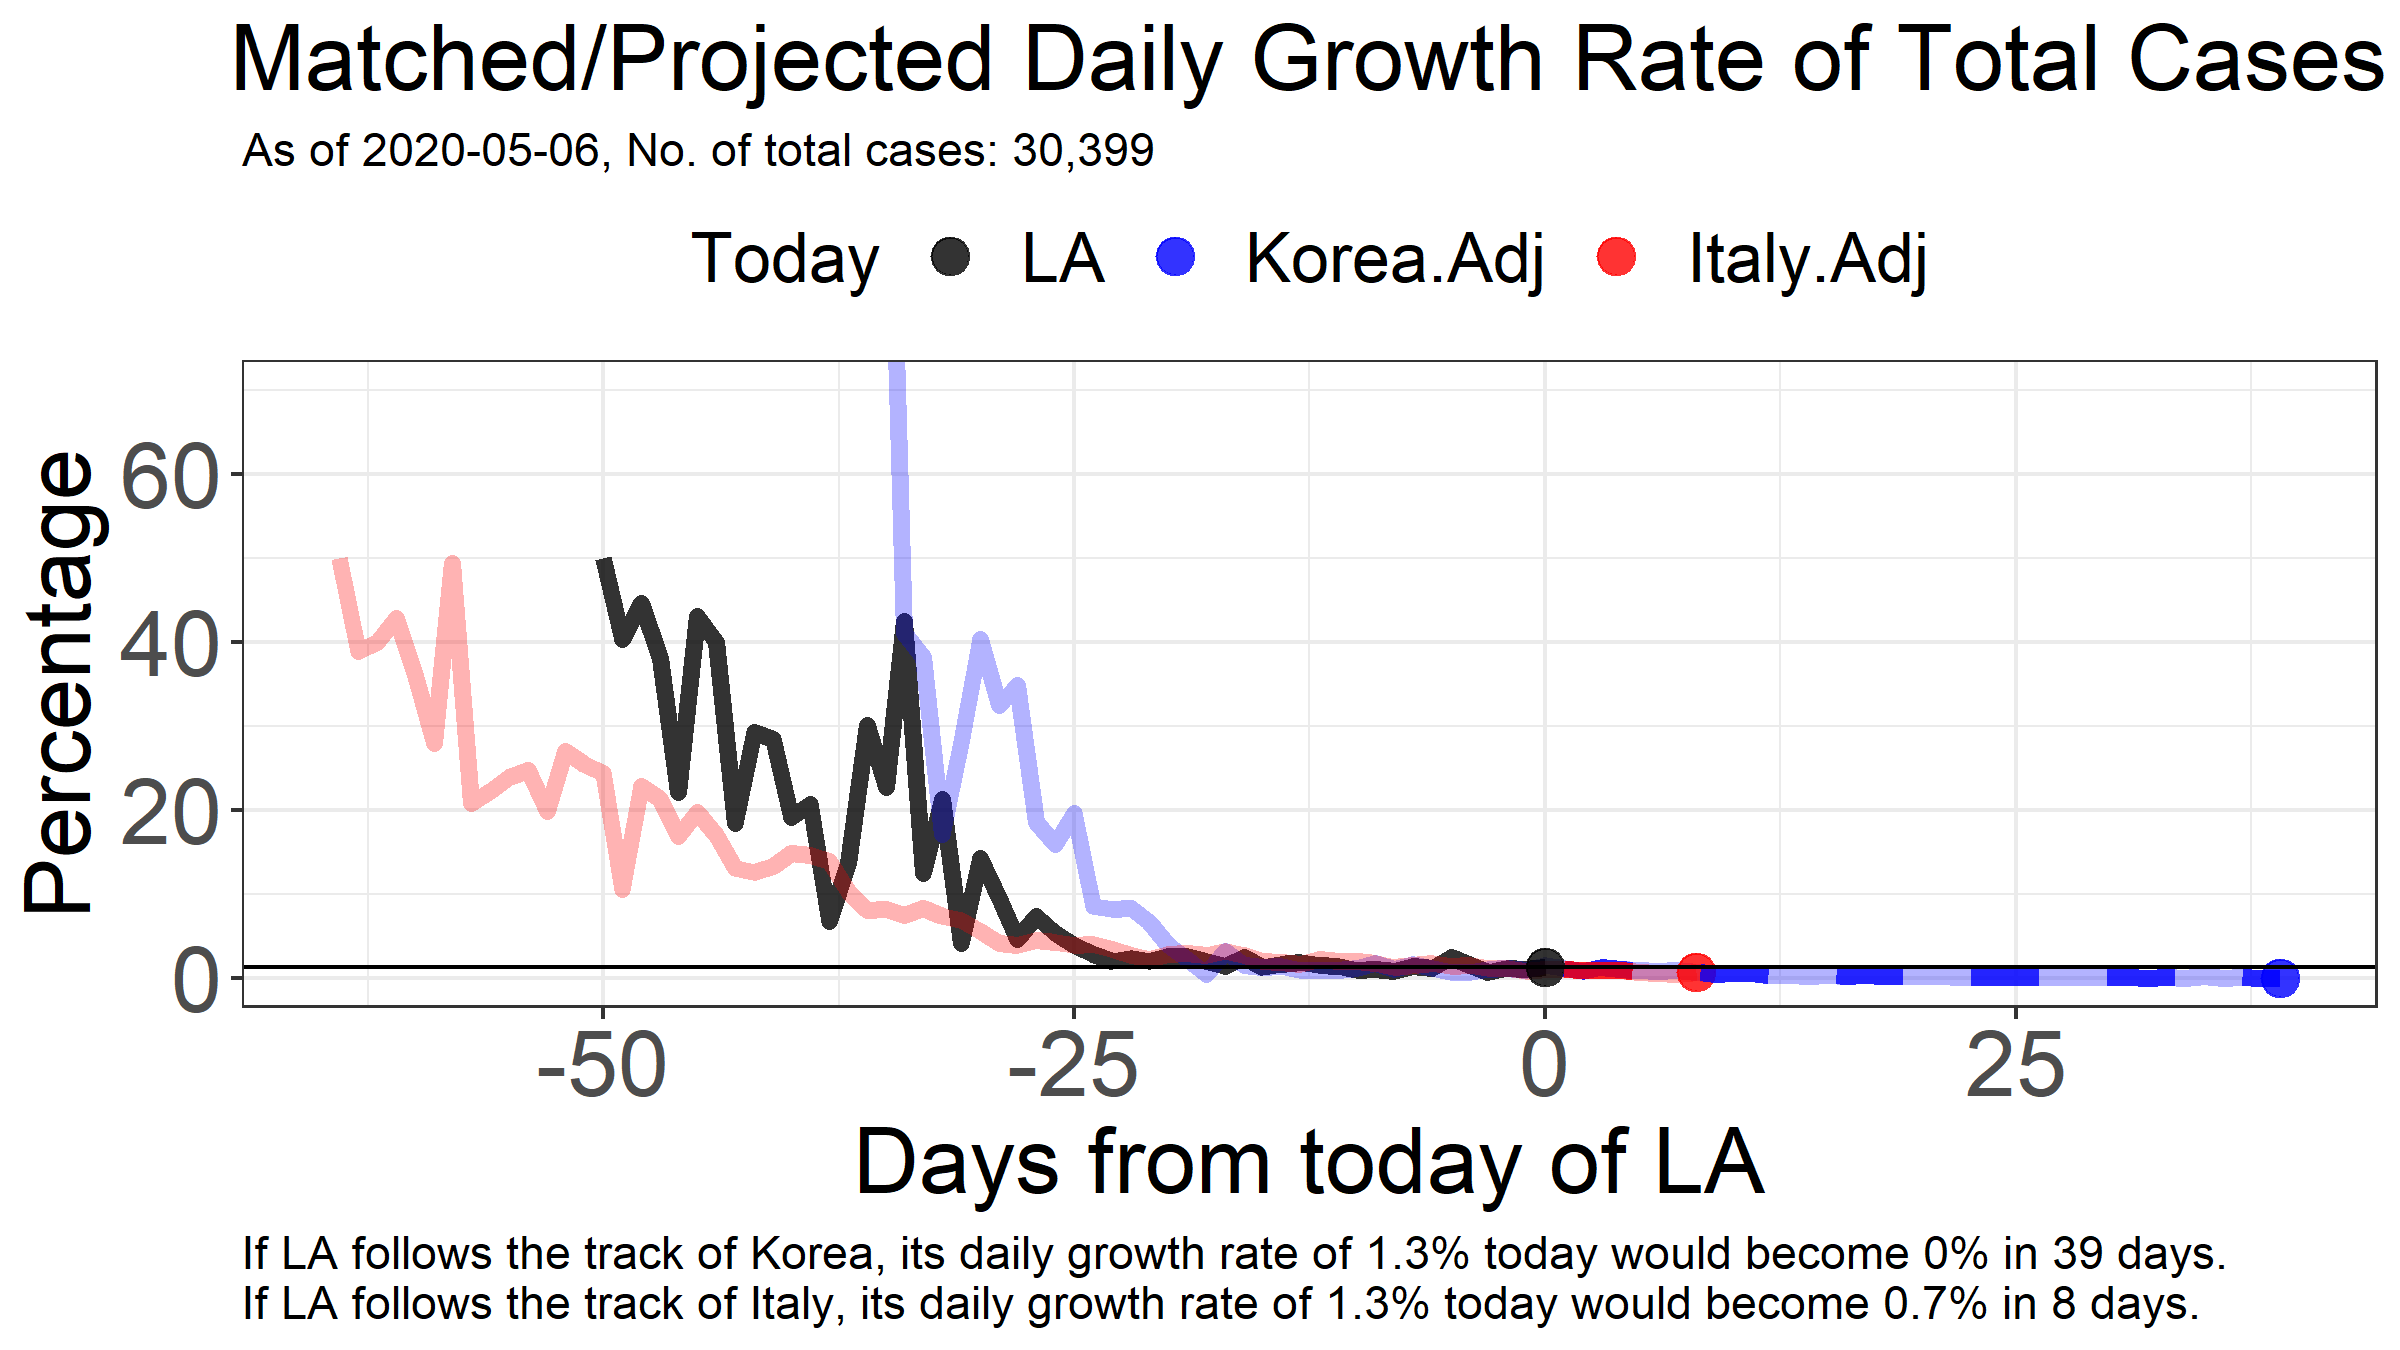 Matched/Projected Daily Growth Rate of Total Cases
As of 2020-05-06, No. of total cases: 30,399
Today LA Korea.Adj Italy.Adj
Percentage
60
40
20
0
-50 -25 0 25
Days from today of LA
If LA follows the track of Korea, its daily growth rate of 1.3% today would become 0% in 39 days.
If LA follows the track of Italy, its daily growth rate of 1.3% today would become 0.7% in 8 days.